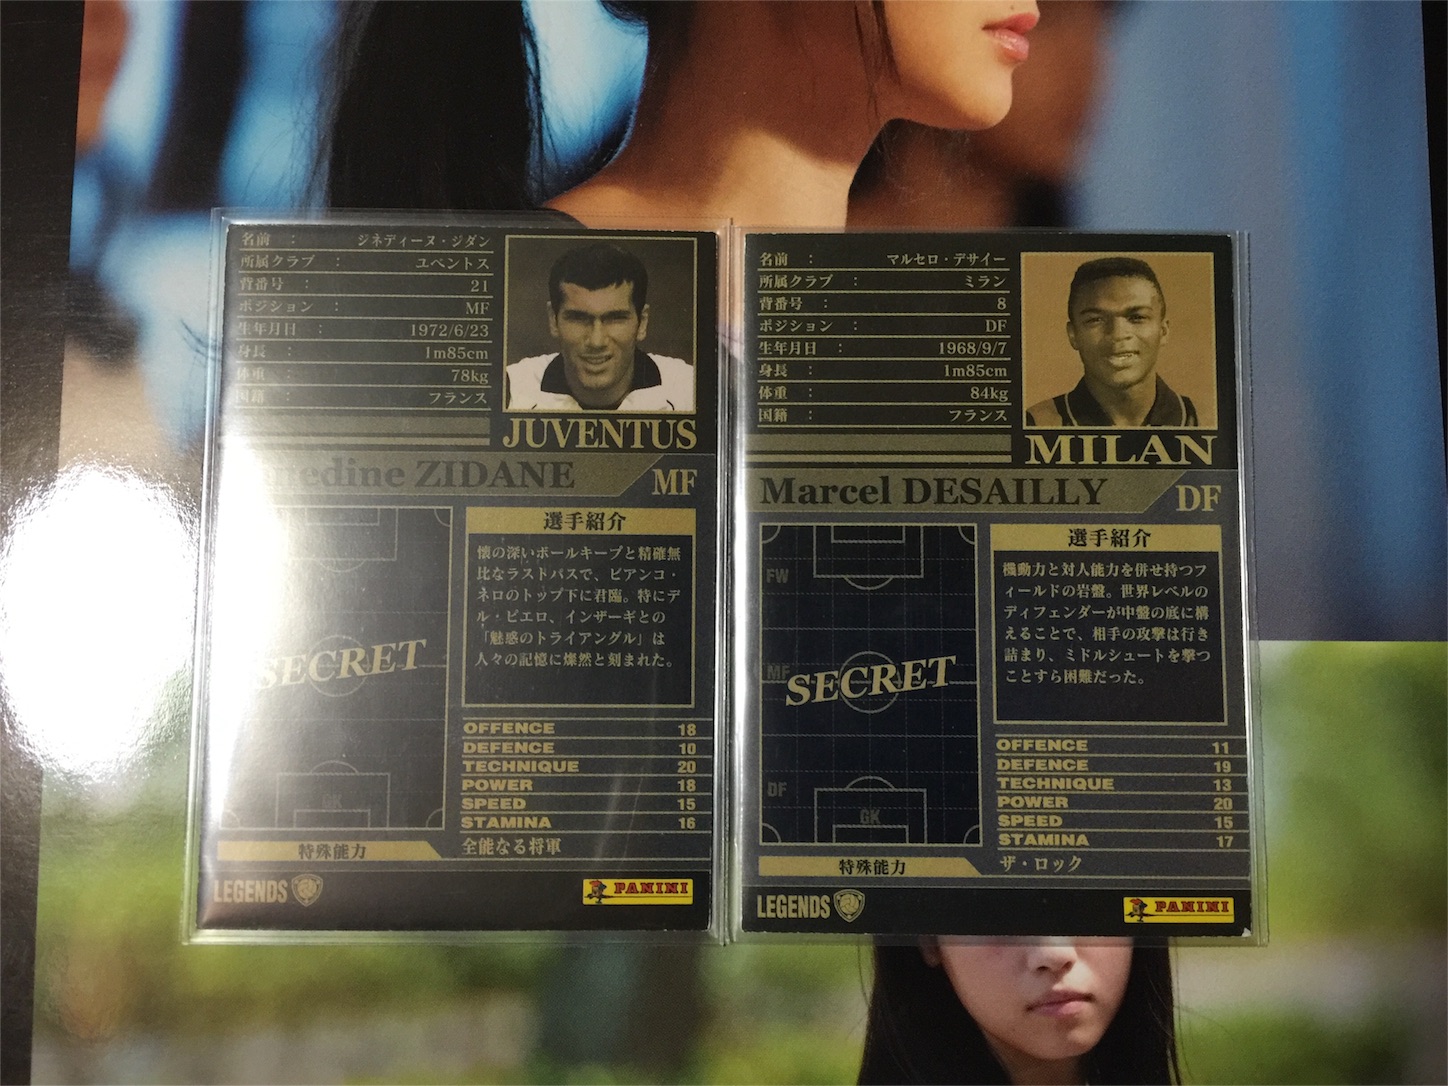 名前 : ジネディーヌ・ジダン
所属クラブ : ユベントス
背番号 : 21
ポジション : MF
生年月日 : 1972/6/23
身長 : 1m85cm
体重 : 78kg
国籍 : フランス
JUVENTUS
ZIDANE
MF
選手紹介
懐の深いボールキープと精確無
比なラストパスで、ビアンコ・
ネロのトップ下に君臨。特にデ
ル・ピエロ、インザーギとの
「魅惑のトライアングル」は
人々の記憶に燦然と刻まれた。
SECRET
OFFENCE 18
DEFENCE 10
TECHNIQUE 20
POWER 18
SPEED 15
STAMINA 16
特殊能力 全能なる将軍
LEGENDS
PANINI
名前 : マルセロ・デサイー
所属クラブ : ミラン
背番号 : 8
ポジション : DF
生年月日 : 1968/9/7
身長 : 1m85cm
体重 : 84kg
国籍 : フランス
MILAN
Marcel DESAILLY
DF
選手紹介
機動力と対人能力を併せ持つフ
ィールドの岩盤。世界レベルの
ディフェンダーが中盤の底に構
えることで、相手の攻撃は行き
詰まり、ミドルシュートを撃つ
ことすら困難だった。
FW
MF
SECRET
DF
GK
OFFENCE 11
DEFENCE 19
TECHNIQUE 13
POWER 20
SPEED 15
STAMINA 17
特殊能力 ザ・ロック
LEGENDS
PANINI